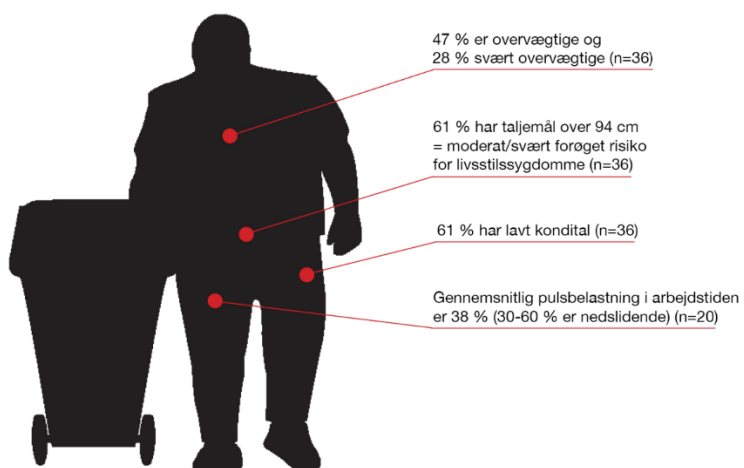 47 % er overvægtige og
28 % svært overvægtige (n=36)
61 % har taljemål over 94 cm
= moderat/svært forøget risiko
for livsstilssygdomme (n=36)
61 % har lavt kondital (n=36)
Gennemsnitlig pulsbelastning i arbejdstiden
er 38 % (30-60 % er nedslidende) (n=20)